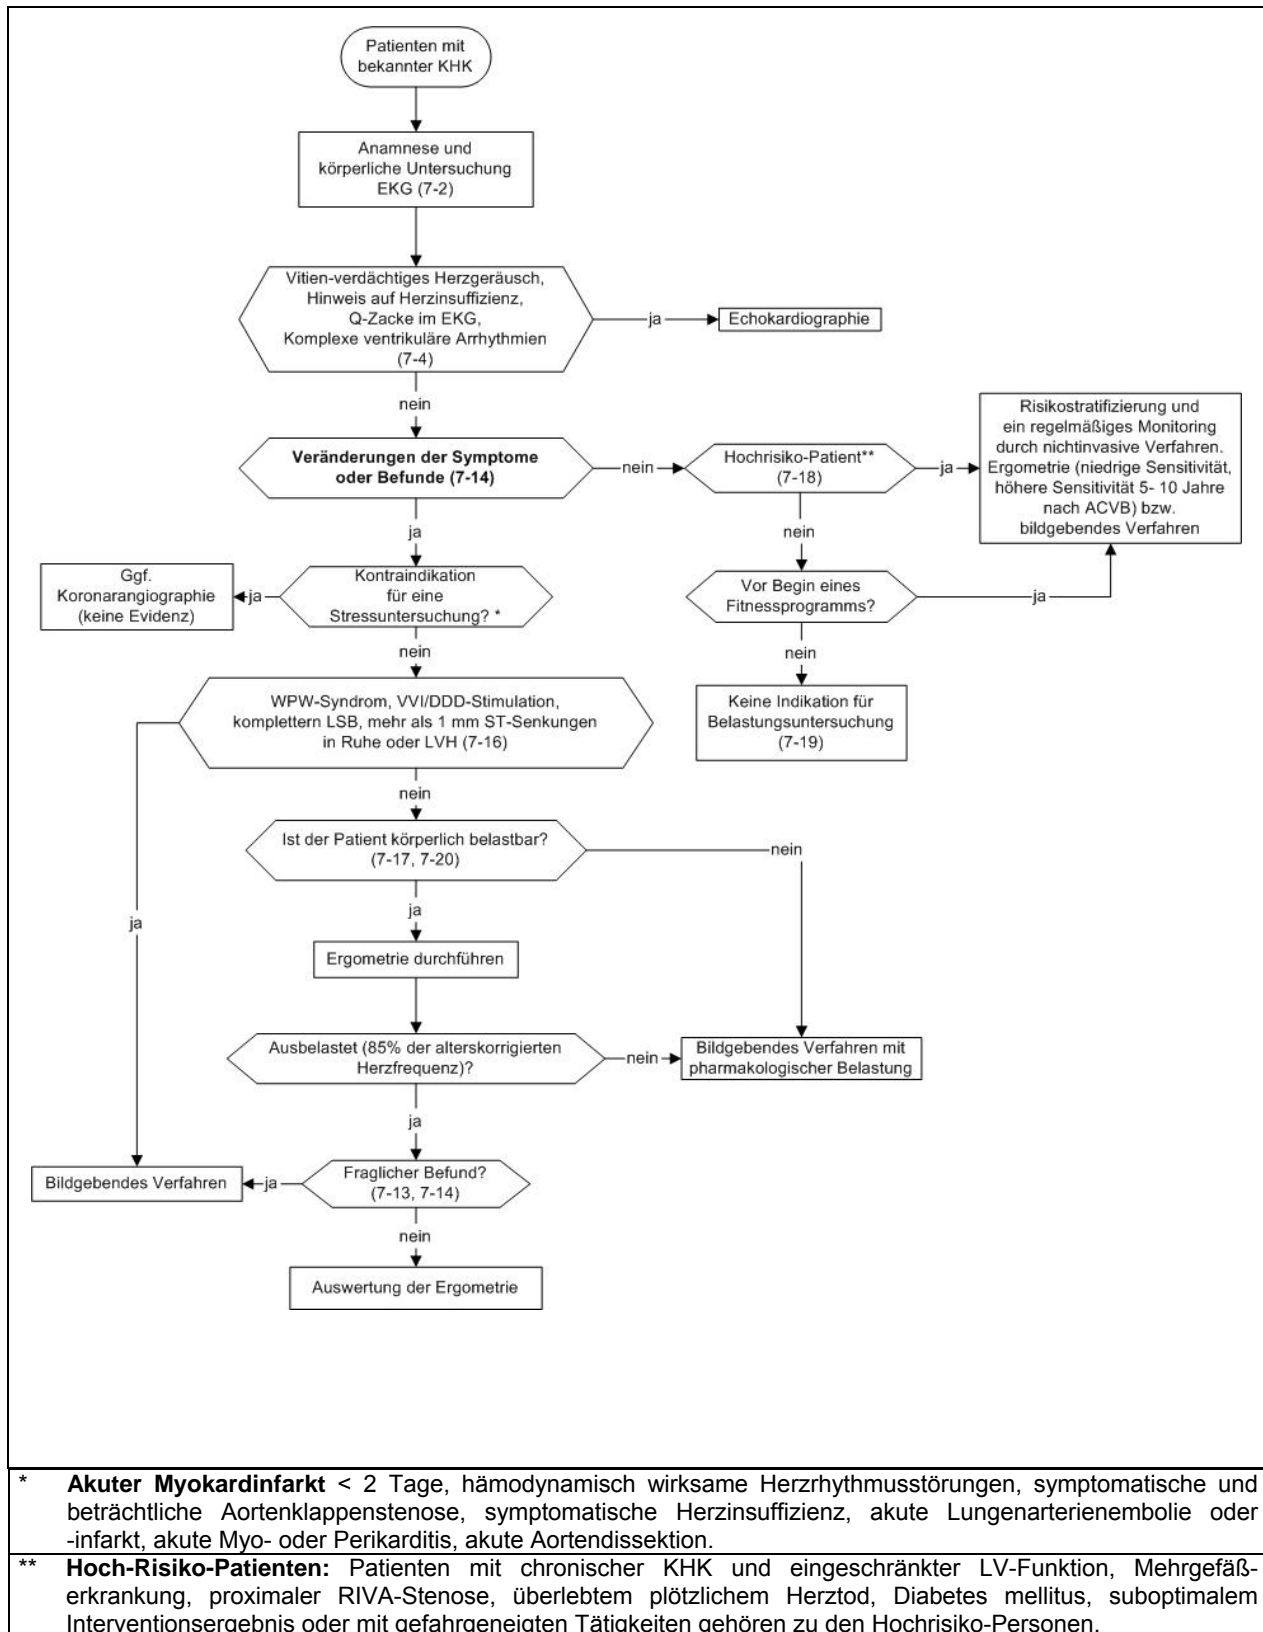 Patienten mit
bekannter KHK
Anamnese und
körperliche Untersuchung
EKG (7-2)
Vitien-verdächtiges Herzgeräusch,
Hinweis auf Herzinsuffizienz,
Q-Zacke im EKG,
Komplexe ventrikuläre Arrhythmien
(7-4)
ja
Echokardiographie
nein
Veränderungen der Symptome
oder Befunde (7-14)
nein
Hochrisiko-Patient**
(7-18)
ja
Risikostratifizierung und
ein regelmäßiges Monitoring
durch nichtinvasive Verfahren.
Ergometrie (niedrige Sensitivität,
höhere Sensitivität 5- 10 Jahre
nach ACVB) bzw.
bildgebendes Verfahren
ja
nein
Ggf.
Koronarangiographie
(keine Evidenz)
ja
Kontraindikation
für eine
Stressuntersuchung? *
Vor Begin eines
Fitnessprogramms?
ja
nein
nein
WPW-Syndrom, VVI/DDD-Stimulation,
komplettern LSB, mehr als 1 mm ST-Senkungen
in Ruhe oder LVH (7-16)
Keine Indikation für
Belastungsuntersuchung
(7-19)
nein
Ist der Patient körperlich belastbar?
(7-17, 7-20)
nein
ja
ja
Ergometrie durchführen
Ausbelastet (85% der alterskorrigierten
Herzfrequenz)?
nein
Bildgebendes Verfahren mit
pharmakologischer Belastung
ja
Bildgebendes Verfahren
ja
Fraglicher Befund?
(7-13, 7-14)
nein
Auswertung der Ergometrie
* Akuter Myokardinfarkt < 2 Tage, hämodynamisch wirksame Herzrhythmusstörungen, symptomatische und
beträchtliche Aortenklappenstenose, symptomatische Herzinsuffizienz, akute Lungenarterienembolie oder
-infarkt, akute Myo- oder Perikarditis, akute Aortendissektion.
** Hoch-Risiko-Patienten: Patienten mit chronischer KHK und eingeschränkter LV-Funktion, Mehrgefäß-
erkrankung, proximaler RIVA-Stenose, überlebtem plötzlichem Herztod, Diabetes mellitus, suboptimalem
Interventionsergebnis oder mit gefahrgeneigten Tätigkeiten gehören zu den Hochrisiko-Personen.